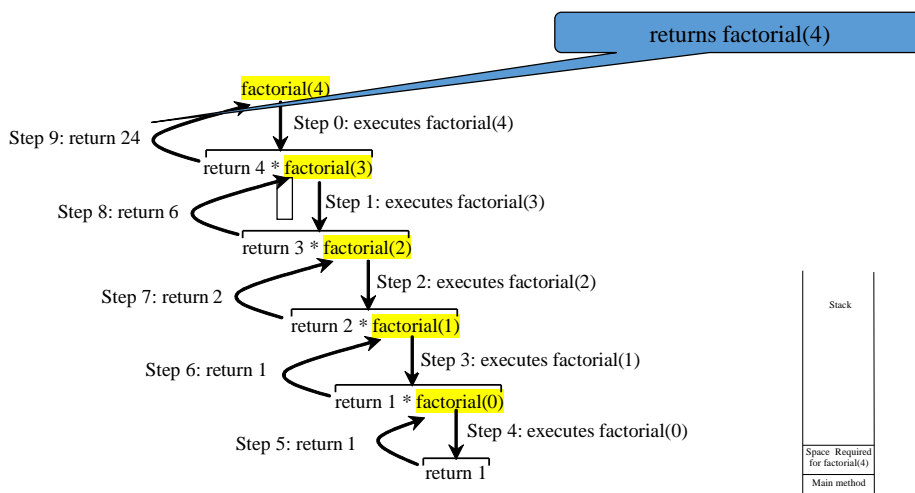 returns factorial(4)
factorial(4)
Step 0: executes factorial(4)
Step 9: return 24
return 4 * factorial(3)
Step 1: executes factorial(3)
Step 8: return 6
return 3 * factorial(2)
Step 2: executes factorial(2)
Step 7: return 2
Stack
return 2 * factorial(1)
Step 3: executes factorial(1)
Step 6: return 1
return 1 * factorial(0)
Step 4: executes factorial(0)
Step 5: return 1
return 1
Space Required
for factorial(4)
Main method